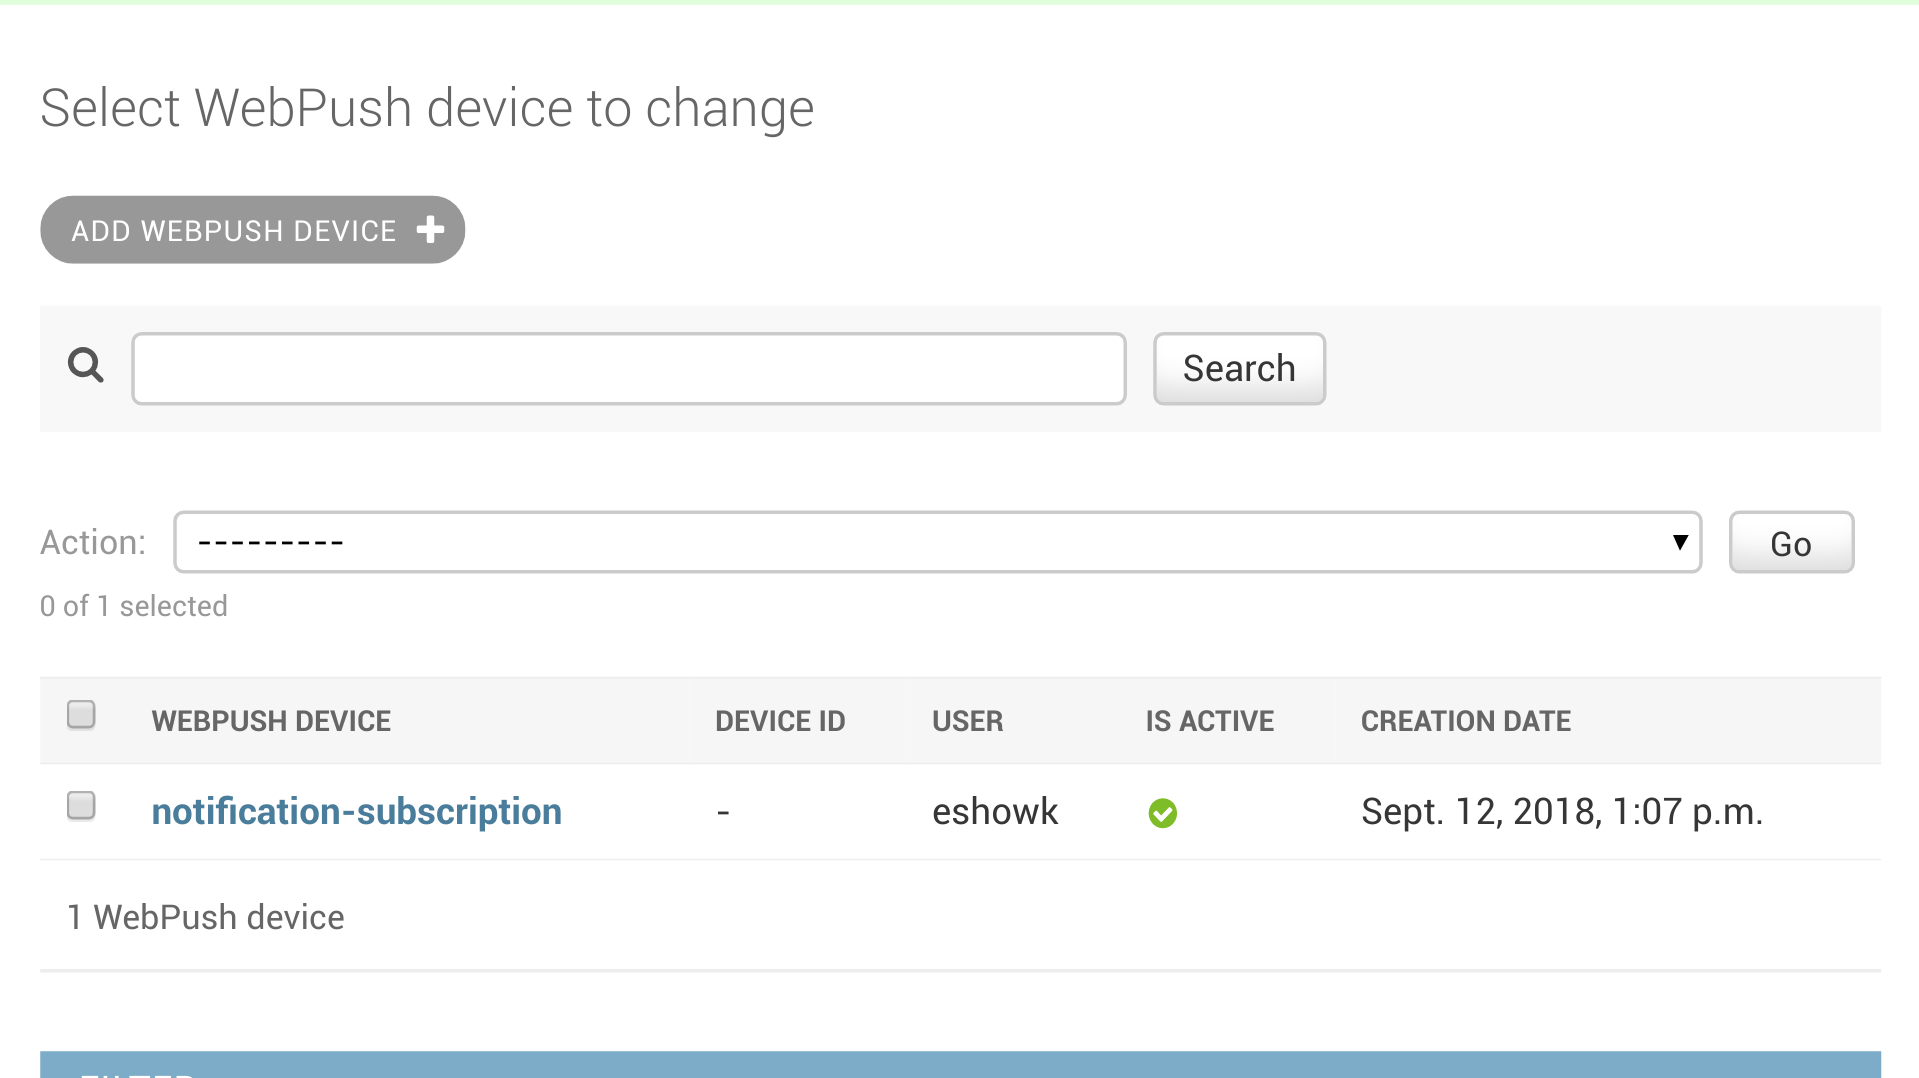 Select WebPush device to change
ADD WEBPUSH DEVICE
Search
Action: --------- Go
0 of 1 selected
WEBPUSH DEVICE DEVICE ID USER IS ACTIVE CREATION DATE
notification-subscription - eshowk Sept. 12, 2018, 1:07 p.m.
1 WebPush device